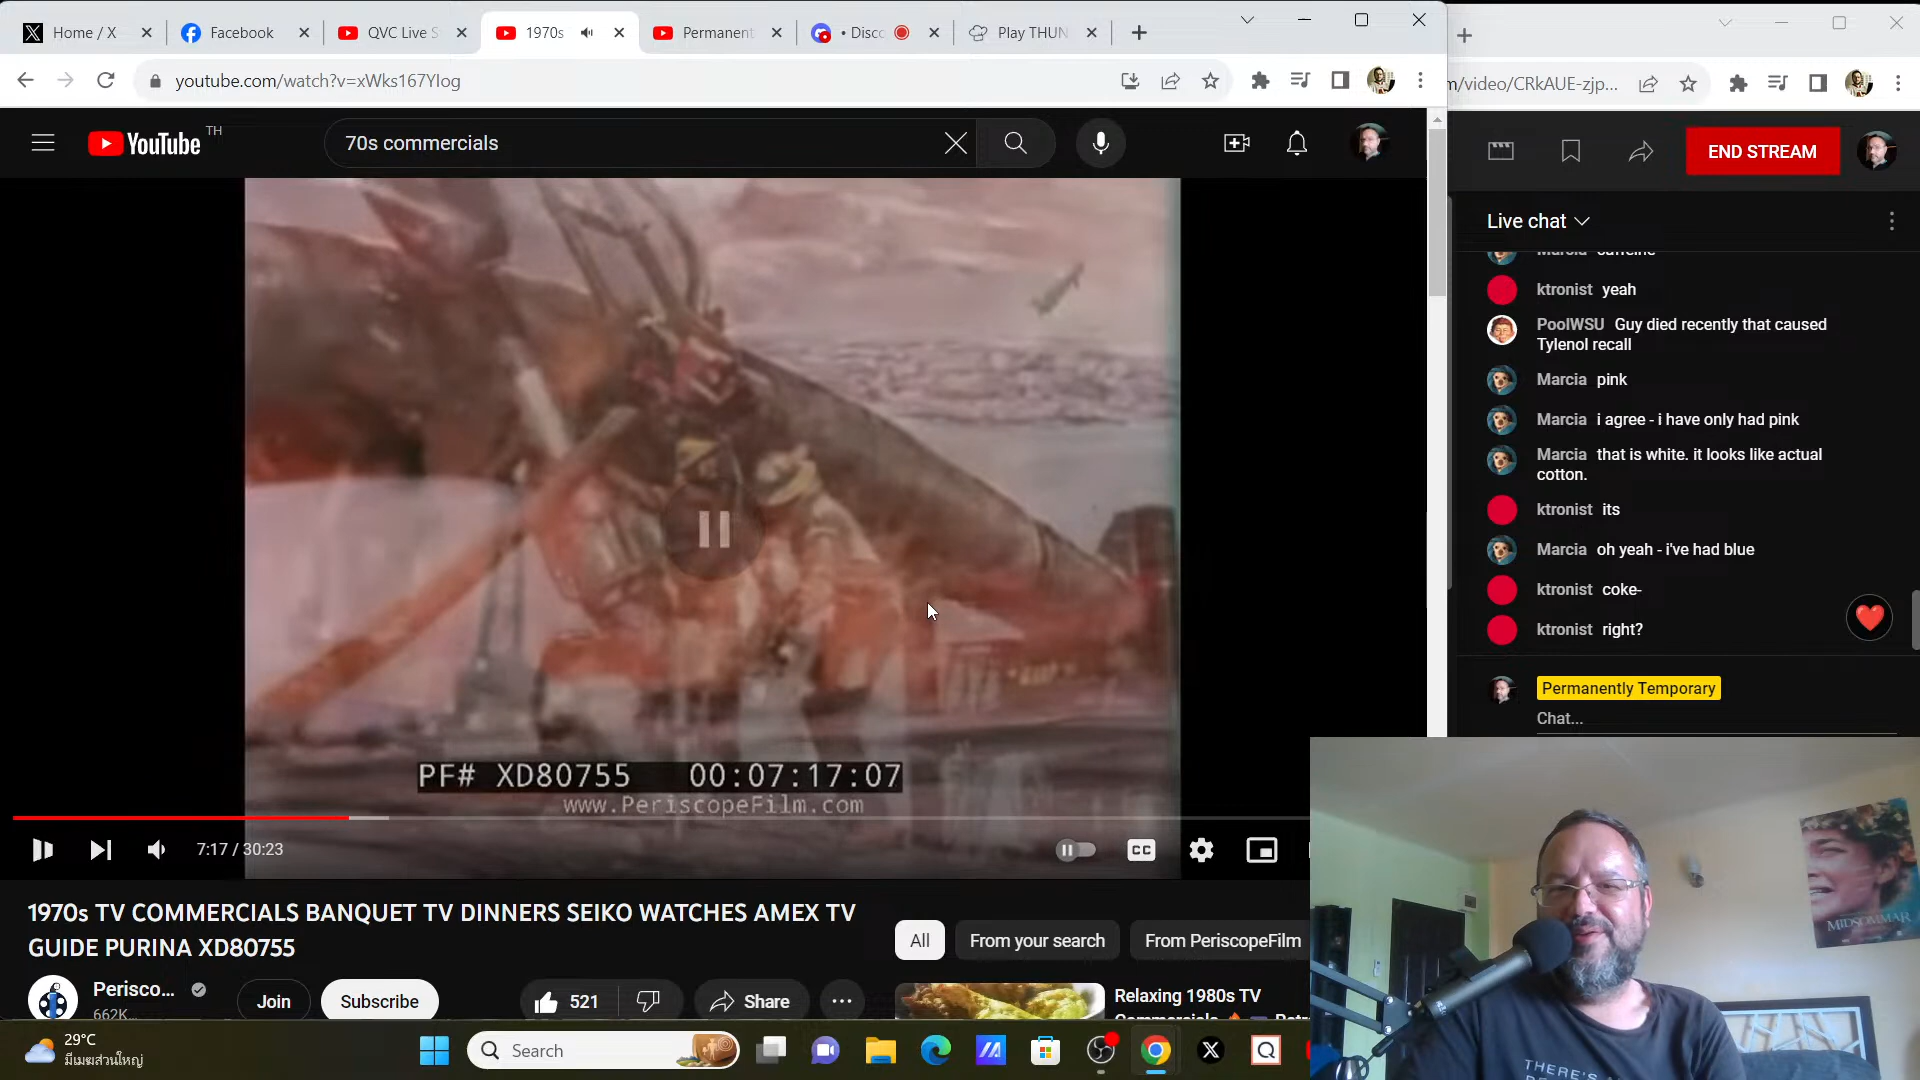 Home / X
Facebook
QVC Live S
1970s
Permanent
• Disco
Play THUN
youtube.com/watch?v=xWks167Ylog
m/video/CRkAUE-zjp...
YouTube TH
70s commercials
END STREAM
Live chat
Marcia caffeine
ktronist yeah
PoolWSU Guy died recently that caused
Tylenol recall
Marcia pink
Marcia i agree - i have only had pink
Marcia that is white. it looks like actual
cotton.
ktronist its
Marcia oh yeah - i've had blue
ktronist coke-
ktronist right?
Permanently Temporary
Chat...
PF# XD80755 00:07:17:07
www.PeriscopeFilm.com
7:17 / 30:23
CC
1970s TV COMMERCIALS BANQUET TV DINNERS SEIKO WATCHES AMEX TV
GUIDE PURINA XD80755
All
From your search
From PeriscopeFilm
Perisco...
662K...
Join
Subscribe
521
Share
Relaxing 1980s TV
MIDSOMMAR
THERE'S
29°C
มีเมฆส่วนใหญ่
Search